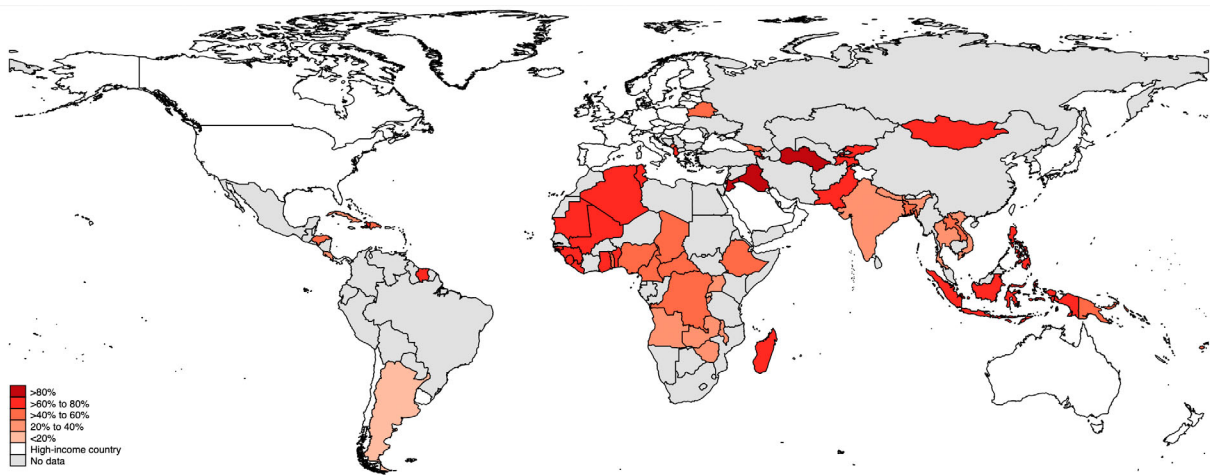 >80%
>60% to 80%
>40% to 60%
20% to 40%
<20%
High-income country
No data